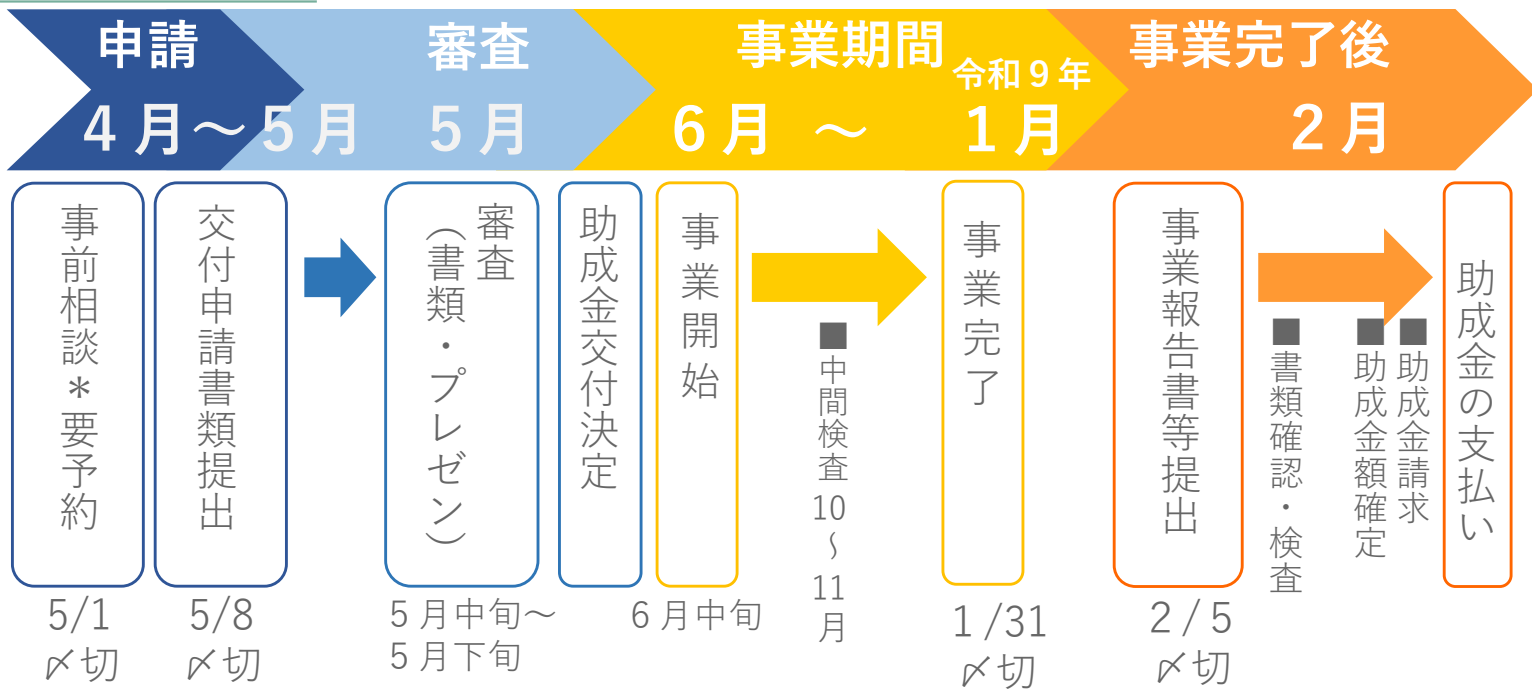 申請
4月～5月
審査
5月
事業期間
令和9年
6月 ～ 1月
事業完了後
2月
事前相談＊要予約
5/1
〆切
交付申請書類提出
5/8
〆切
審査
（書類・プレゼン）
5月中旬～
5月下旬
助成金交付決定
事業開始
6月中旬
■中間検査10～11月
事業完了
1/31
〆切
事業報告書等提出
2/5
〆切
■書類確認・検査
■助成金額確定
■助成金請求
助成金の支払い